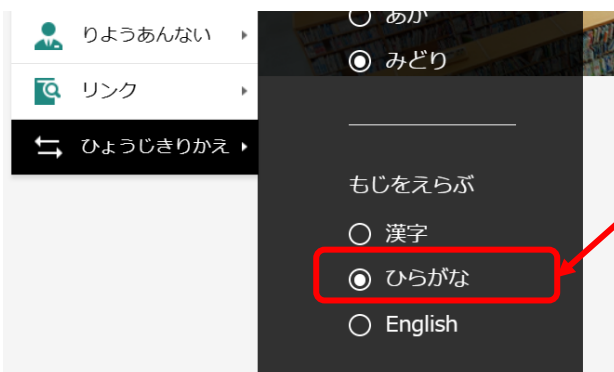 りようあんない
リンク
ひょうじきりかえ
あか
みどり
もじをえらぶ
漢字
ひらがな
English